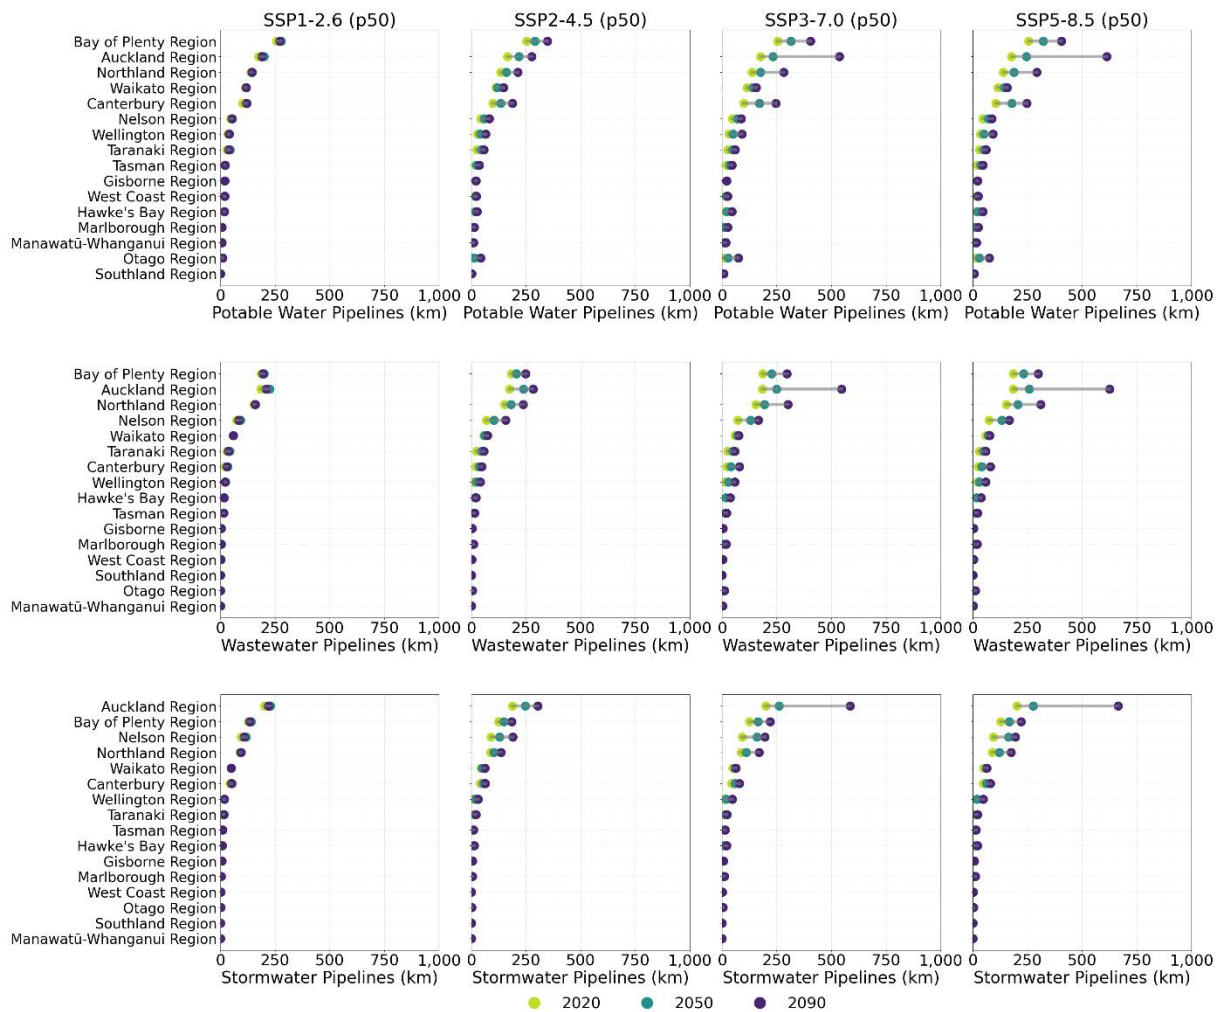 SSP1-2.6 (p50) SSP2-4.5 (p50) SSP3-7.0 (p50) SSP5-8.5 (p50)
Bay of Plenty Region
Auckland Region
Northland Region
Waikato Region
Canterbury Region
Nelson Region
Wellington Region
Taranaki Region
Tasman Region
Gisborne Region
West Coast Region
Hawke's Bay Region
Marlborough Region
Manawatū-Whanganui Region
Otago Region
Southland Region
0 250 500 750 1,000 0 250 500 750 1,000 0 250 500 750 1,000 0 250 500 750 1,000
Potable Water Pipelines (km) Potable Water Pipelines (km) Potable Water Pipelines (km) Potable Water Pipelines (km)
Bay of Plenty Region
Auckland Region
Northland Region
Nelson Region
Waikato Region
Taranaki Region
Canterbury Region
Wellington Region
Hawke's Bay Region
Tasman Region
Gisborne Region
Marlborough Region
West Coast Region
Southland Region
Otago Region
Manawatū-Whanganui Region
0 250 500 750 1,000 0 250 500 750 1,000 0 250 500 750 1,000 0 250 500 750 1,000
Wastewater Pipelines (km) Wastewater Pipelines (km) Wastewater Pipelines (km) Wastewater Pipelines (km)
Auckland Region
Bay of Plenty Region
Nelson Region
Northland Region
Waikato Region
Canterbury Region
Wellington Region
Taranaki Region
Tasman Region
Hawke's Bay Region
Gisborne Region
Marlborough Region
West Coast Region
Otago Region
Southland Region
Manawatū-Whanganui Region
0 250 500 750 1,000 0 250 500 750 1,000 0 250 500 750 1,000 0 250 500 750 1,000
Stormwater Pipelines (km) Stormwater Pipelines (km) Stormwater Pipelines (km) Stormwater Pipelines (km)
2020 2050 2090